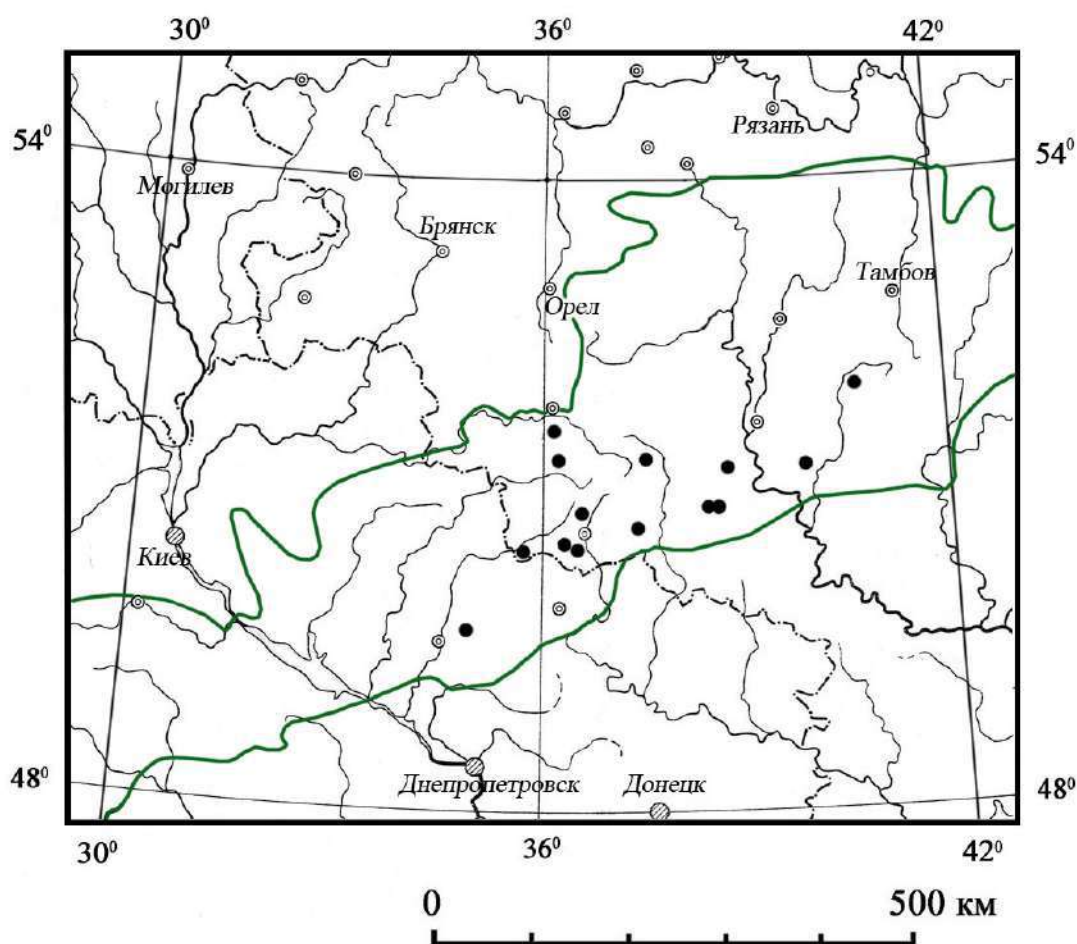 30⁰ 36⁰ 42⁰
54⁰ 54⁰
Рязань
Могилев
Брянск
Тамбов
Орел
Киев
48⁰ 48⁰
Днепропетровск Донецк
30⁰ 36⁰ 42⁰
0 500 км